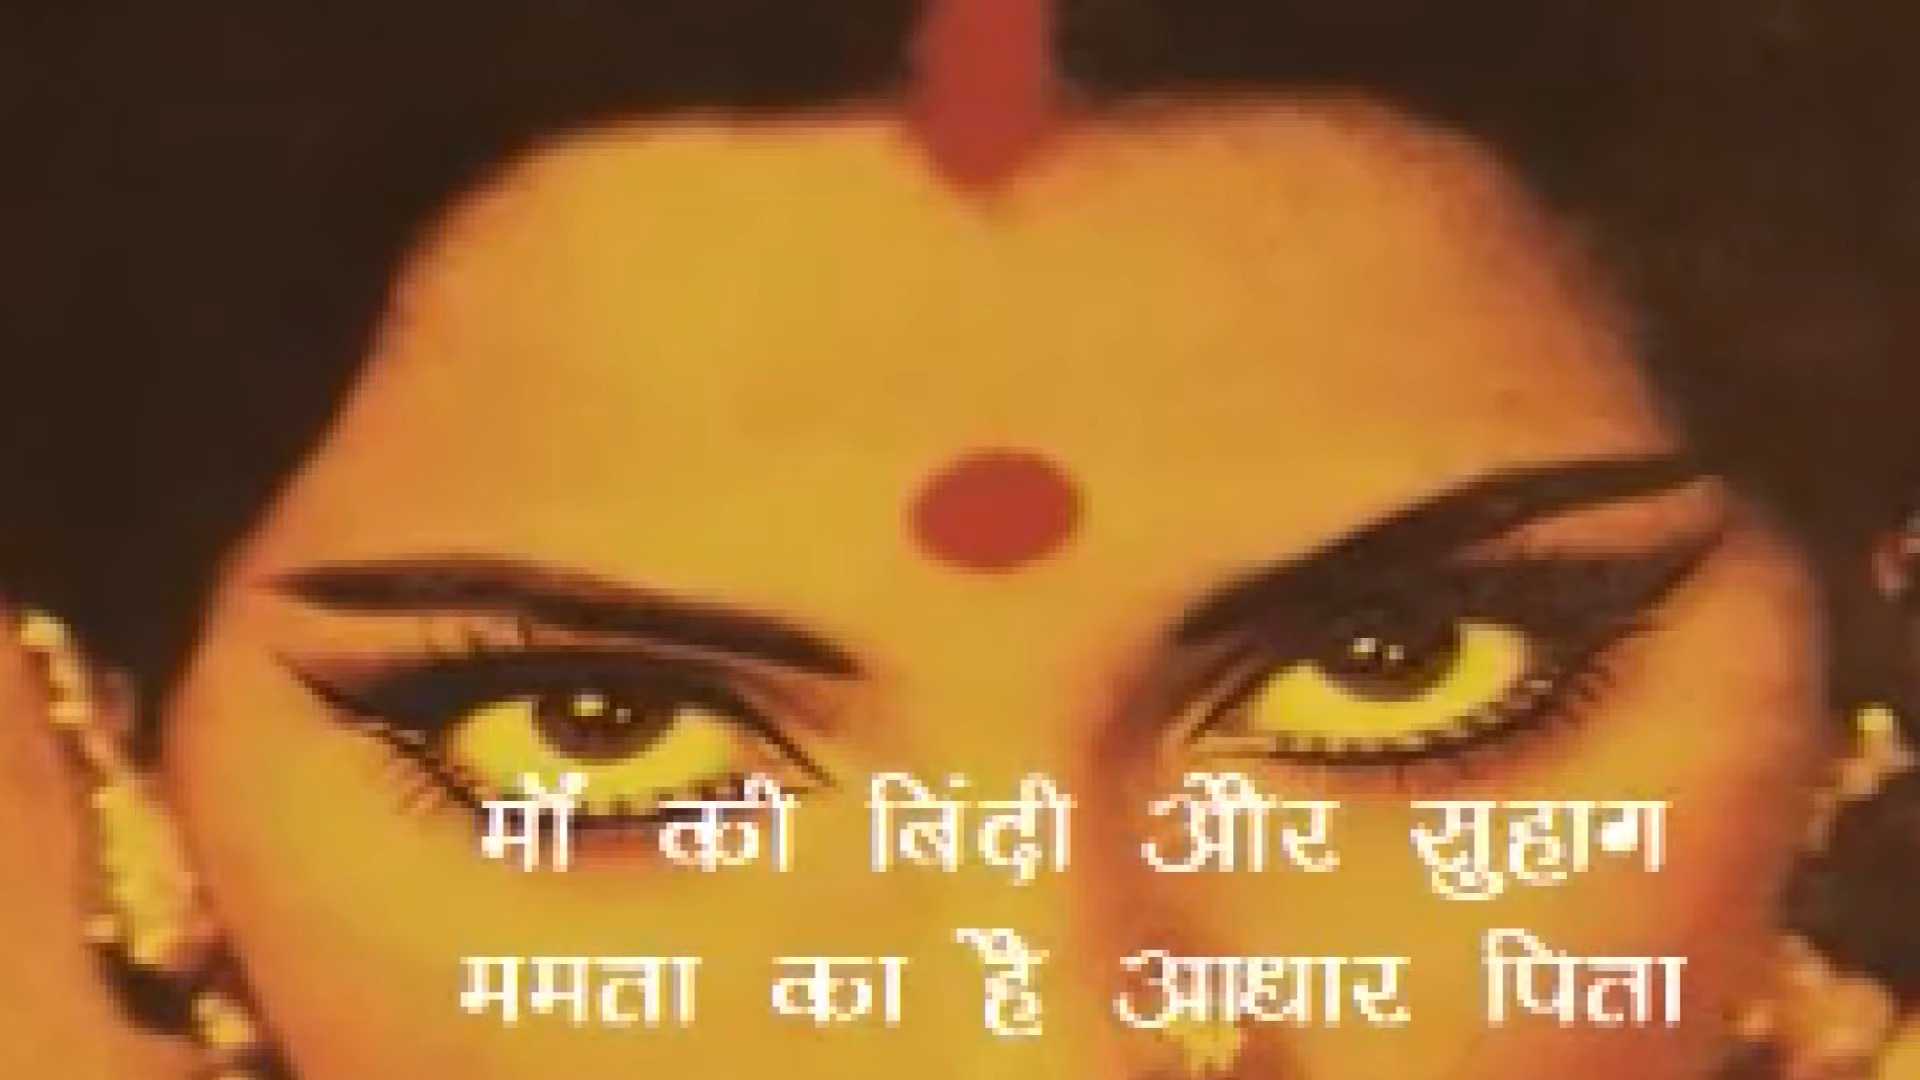 माँ की बिंदी और सुहाग
ममता का है आधार पिता